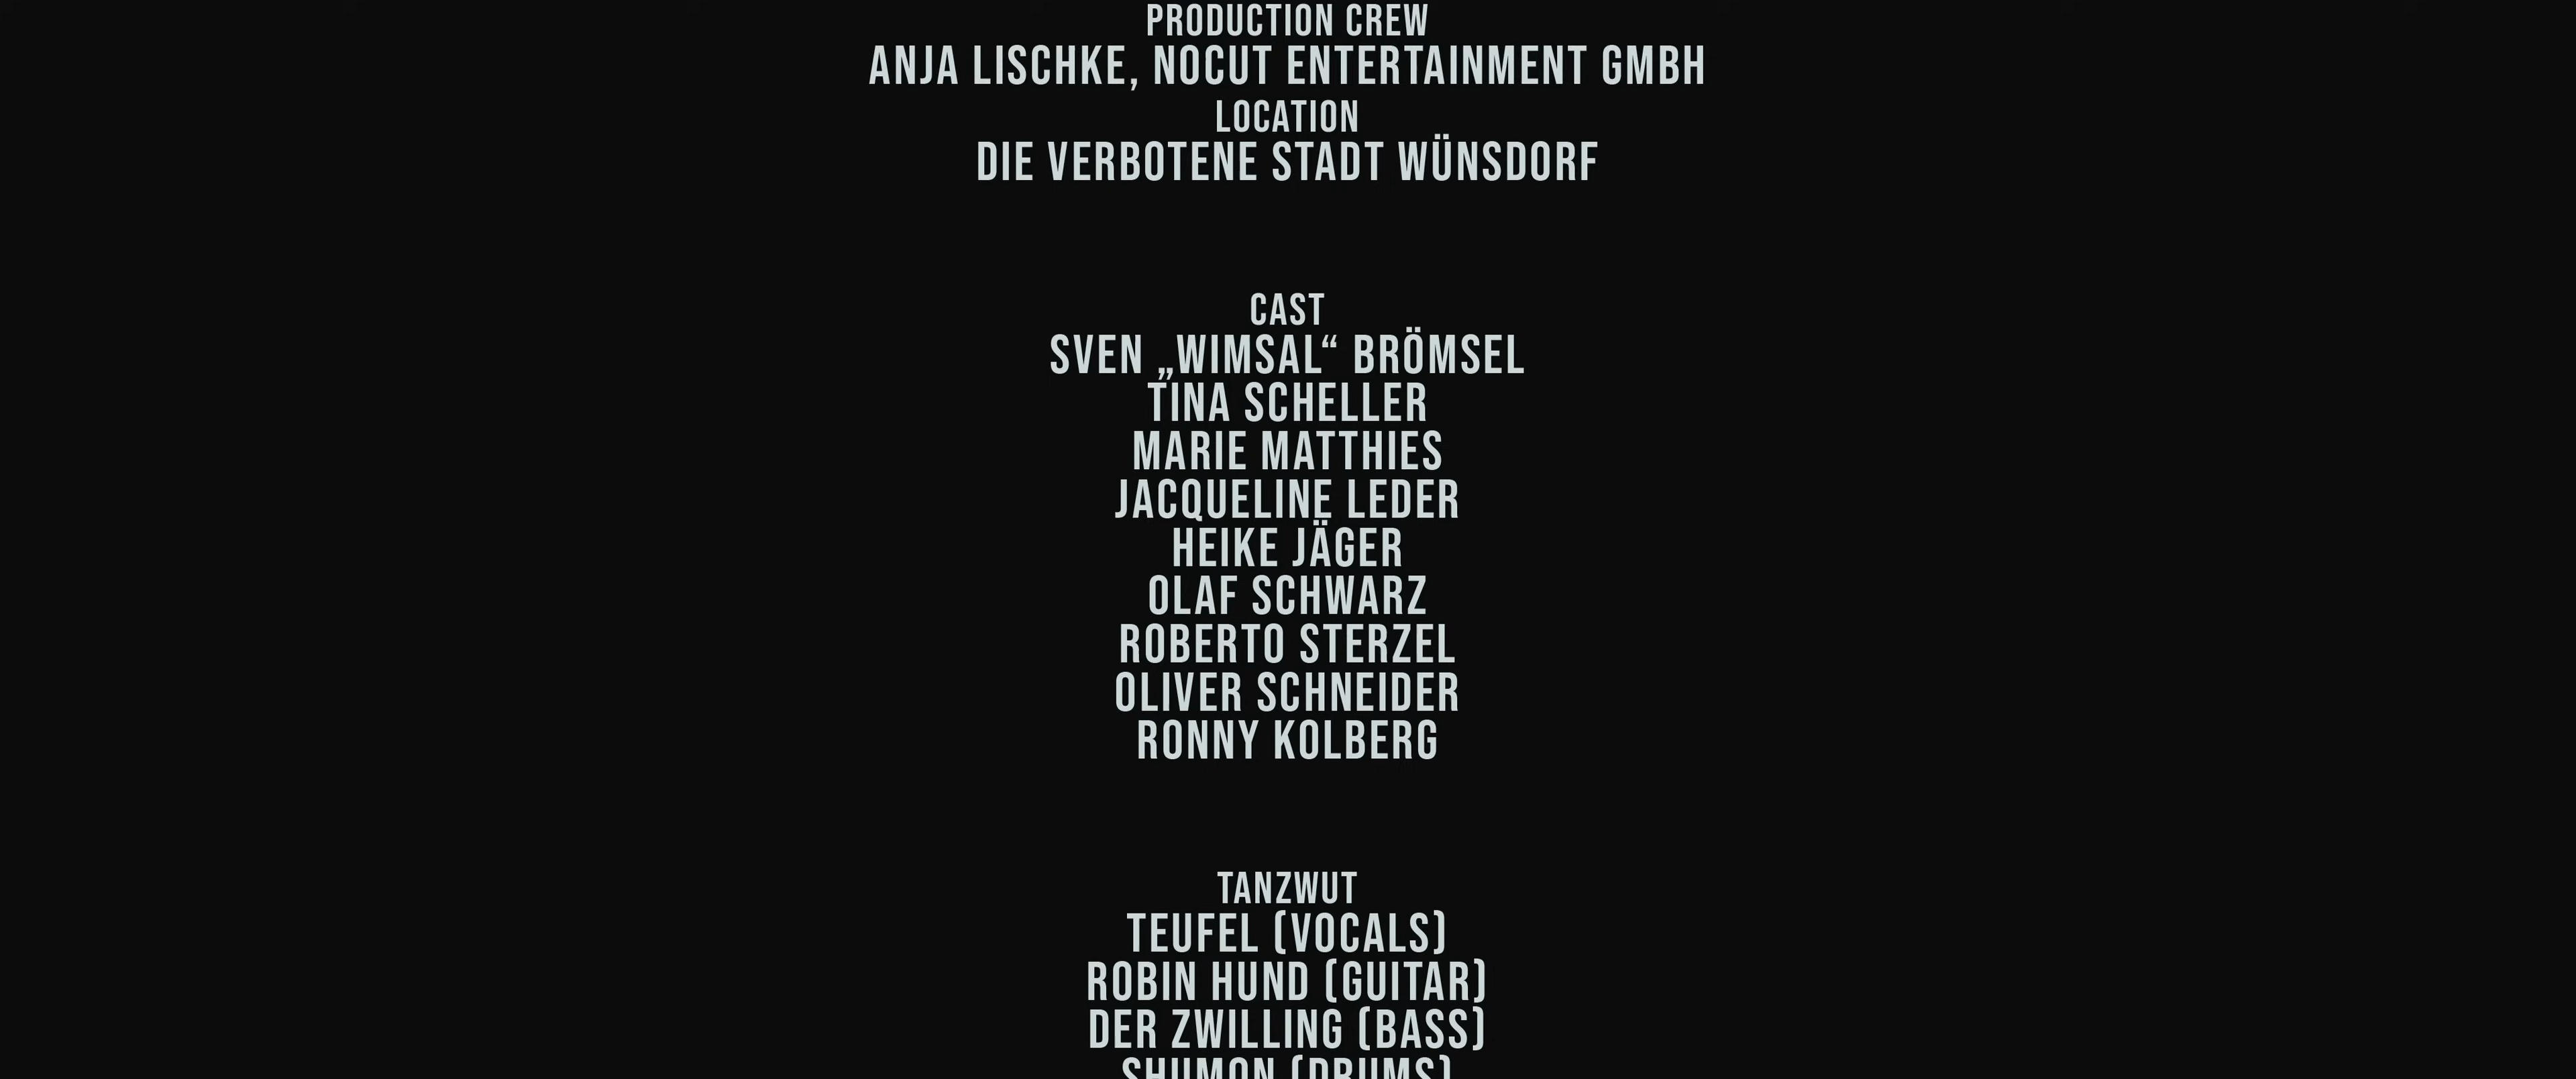 PRODUCTION CREW
ANJA LISCHKE, NOCUT ENTERTAINMENT GMBH
LOCATION
DIE VERBOTENE STADT WÜNSDORF
CAST
SVEN „WIMSAL“ BRÖMSEL
TINA SCHELLER
MARIE MATTHIES
JACQUELINE LEDER
HEIKE JÄGER
OLAF SCHWARZ
ROBERTO STERZEL
OLIVER SCHNEIDER
RONNY KOLBERG
TANZWUT
TEUFEL (VOCALS)
ROBIN HUND (GUITAR)
DER ZWILLING (BASS)
SHUMON (DRUMS)